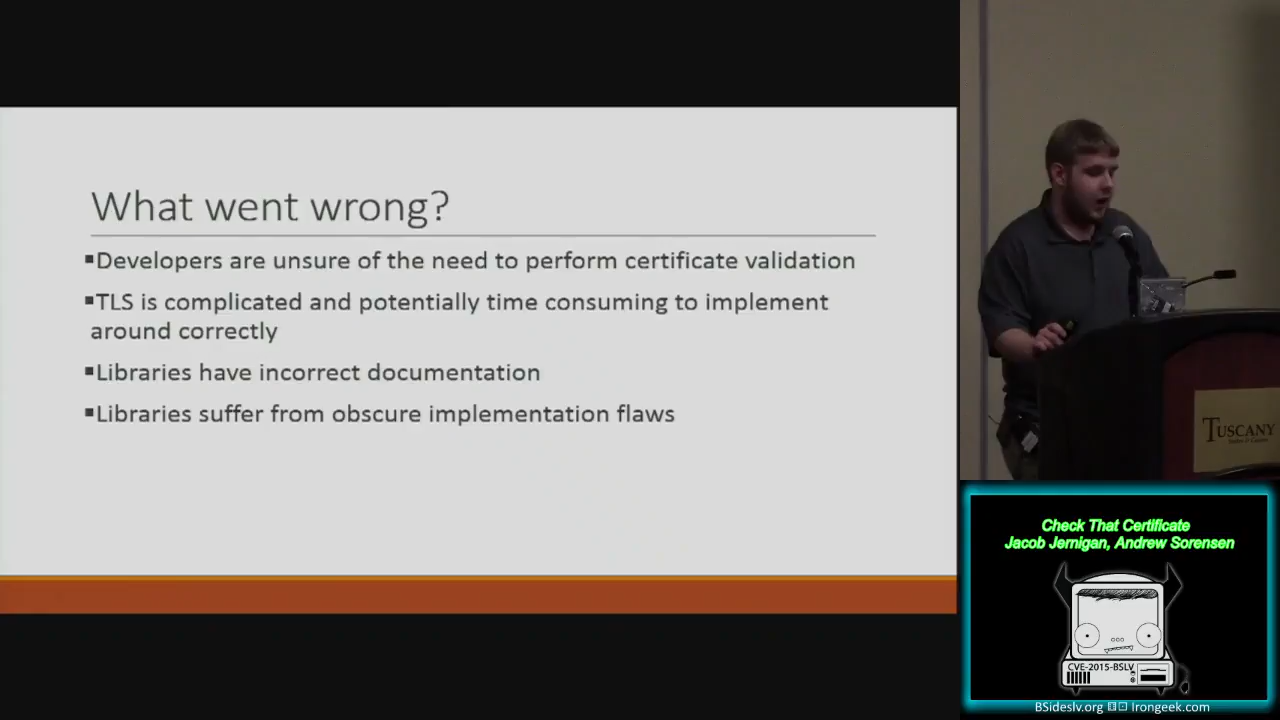 What went wrong?
▪Developers are unsure of the need to perform certificate validation
▪TLS is complicated and potentially time consuming to implement
around correctly
▪Libraries have incorrect documentation
▪Libraries suffer from obscure implementation flaws
TUSCANY
Check That Certificate
Jacob Jernigan, Andrew Sorensen
CVE-2015-BSLV
BSideslv.org Irongeek.com